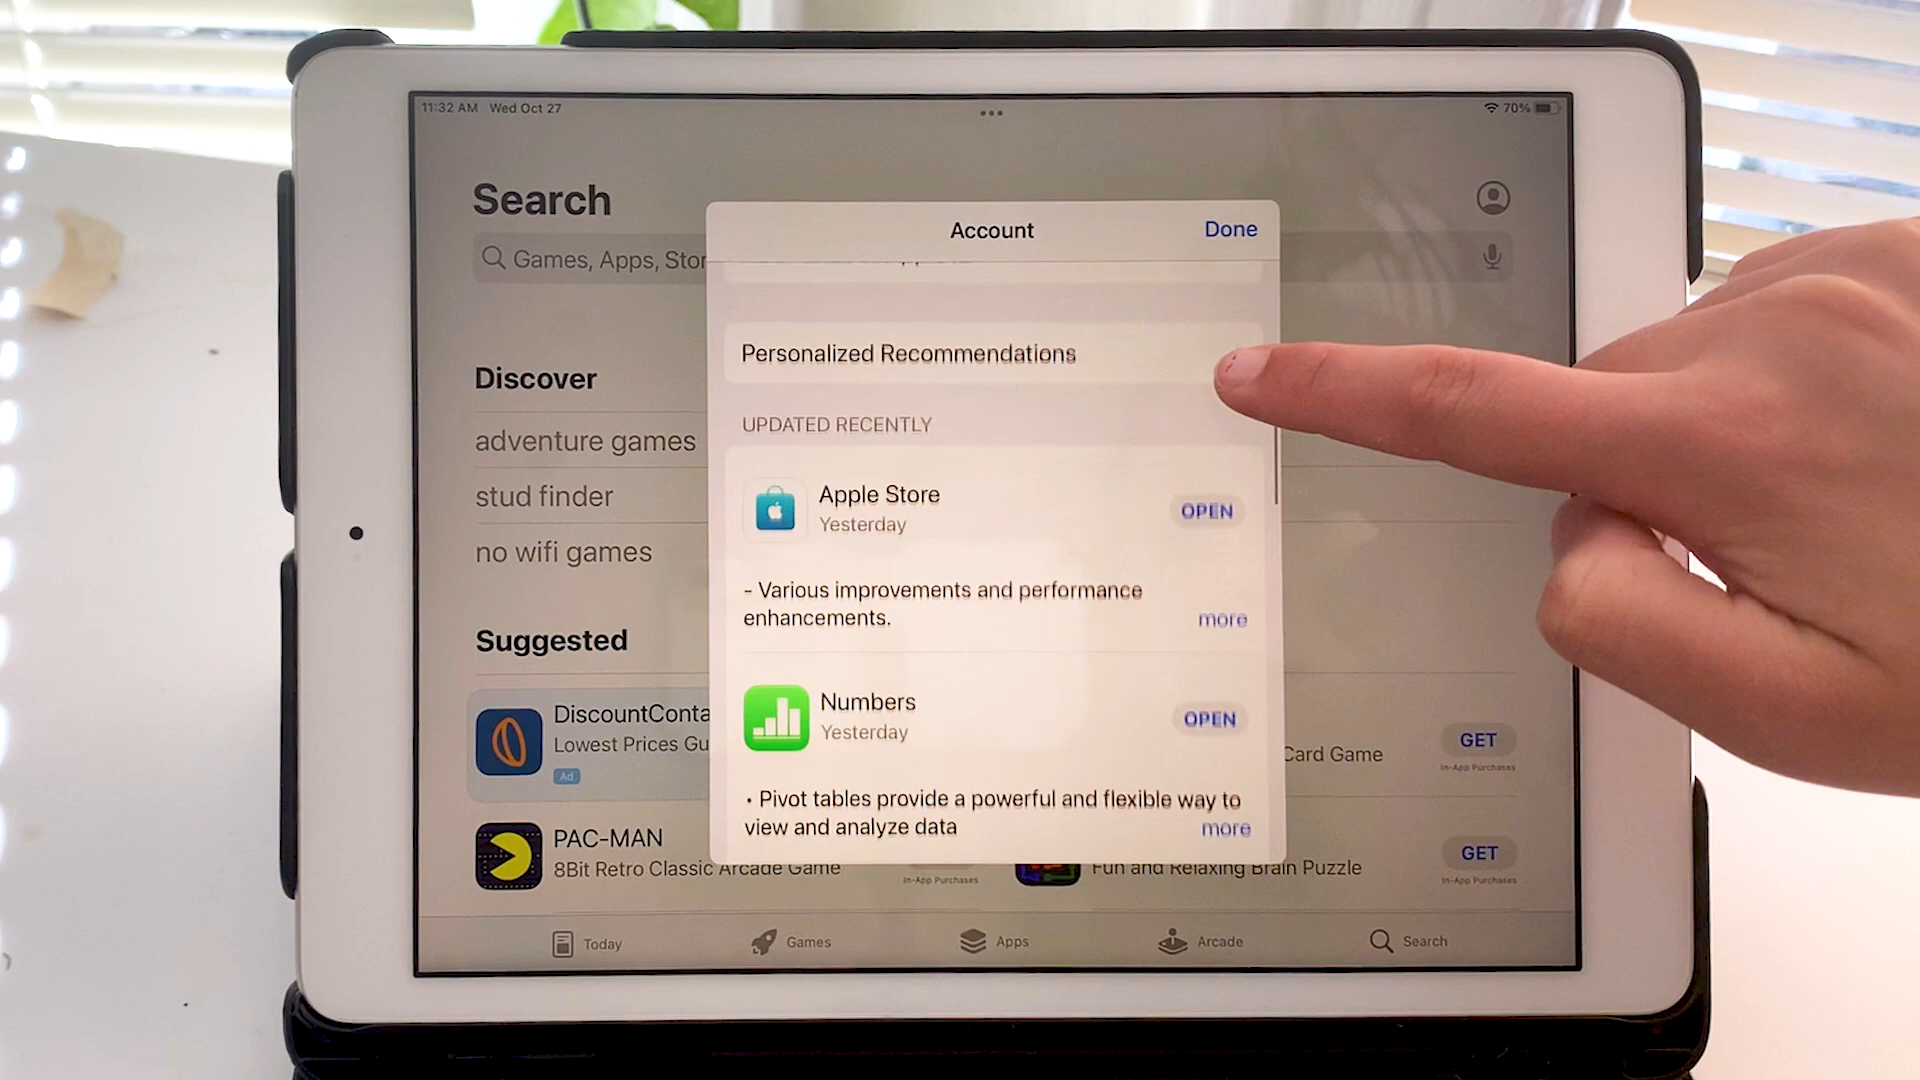 11:32 AM Wed Oct 27
70%
Search
Games, Apps, Stor
Account
Done
Discover
adventure games
stud finder
no wifi games
Personalized Recommendations
UPDATED RECENTLY
Apple Store
Yesterday
OPEN
- Various improvements and performance
enhancements.
more
Numbers
Yesterday
OPEN
• Pivot tables provide a powerful and flexible way to
view and analyze data
more
Suggested
DiscountConta
Lowest Prices Gu
Ad
Card Game
GET
In-App Purchases
PAC-MAN
8Bit Retro Classic Arcade Game
In-App Purchases
Fun and Relaxing Brain Puzzle
GET
In-App Purchases
Today
Games
Apps
Arcade
Search